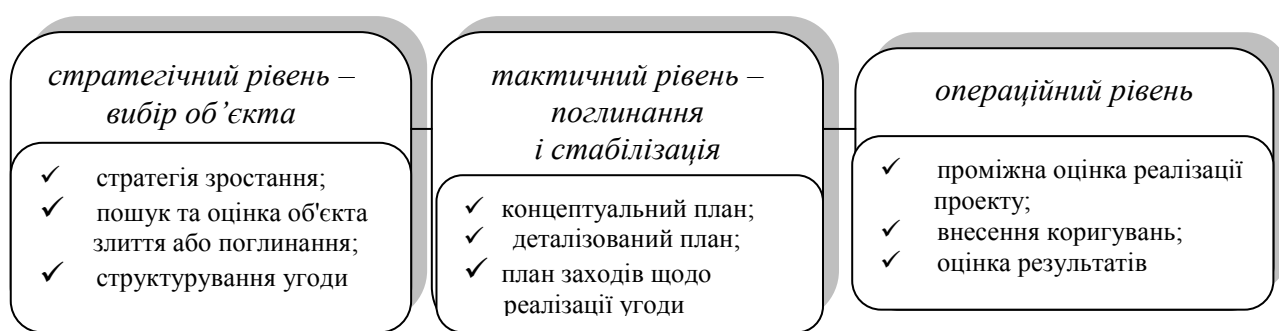 стратегічний рівень –
вибір об’єкта
✓ стратегія зростання;
✓ пошук та оцінка об'єкта
злиття або поглинання;
✓ структурування угоди
тактичний рівень –
поглинання
і стабілізація
✓ концептуальний план;
✓ деталізований план;
✓ план заходів щодо
реалізації угоди
операційний рівень
✓ проміжна оцінка реалізації
проекту;
✓ внесення коригувань;
✓ оцінка результатів